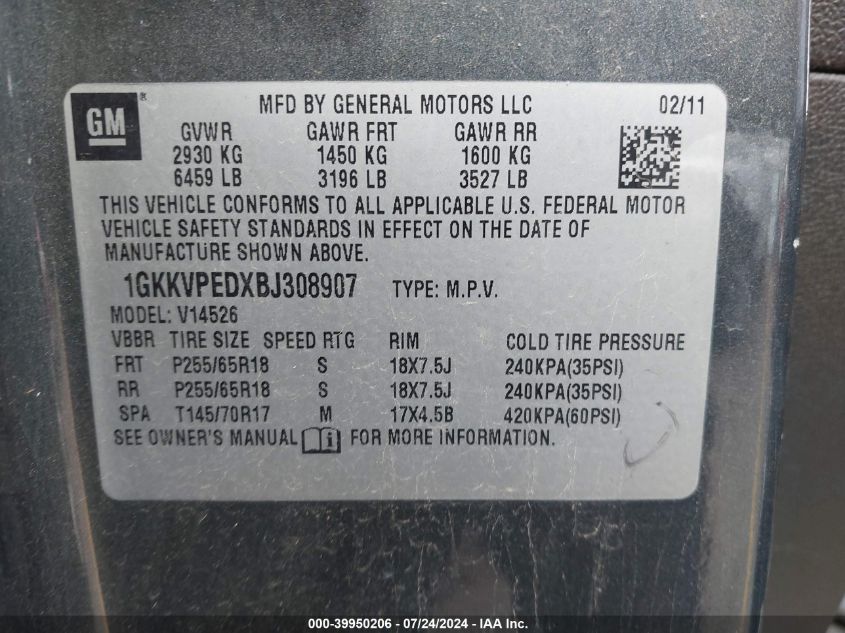 GM®
MFD BY GENERAL MOTORS LLC 02/11
GVWR GAWR FRT GAWR RR
2930 KG 1450 KG 1600 KG
6459 LB 3196 LB 3527 LB
THIS VEHICLE CONFORMS TO ALL APPLICABLE U.S. FEDERAL MOTOR
VEHICLE SAFETY STANDARDS IN EFFECT ON THE DATE OF
MANUFACTURE SHOWN ABOVE.
1GKKVPEDXBJ308907 TYPE: M.P.V.
MODEL: V14526
VBBR TIRE SIZE SPEED RTG RIM COLD TIRE PRESSURE
FRT P255/65R18 S 18X7.5J 240KPA(35PSI)
RR P255/65R18 S 18X7.5J 240KPA(35PSI)
SPA T145/70R17 M 17X4.5B 420KPA(60PSI)
SEE OWNER'S MANUAL i FOR MORE INFORMATION.
000-39950206 - 07/24/2024 - IAA, Inc.